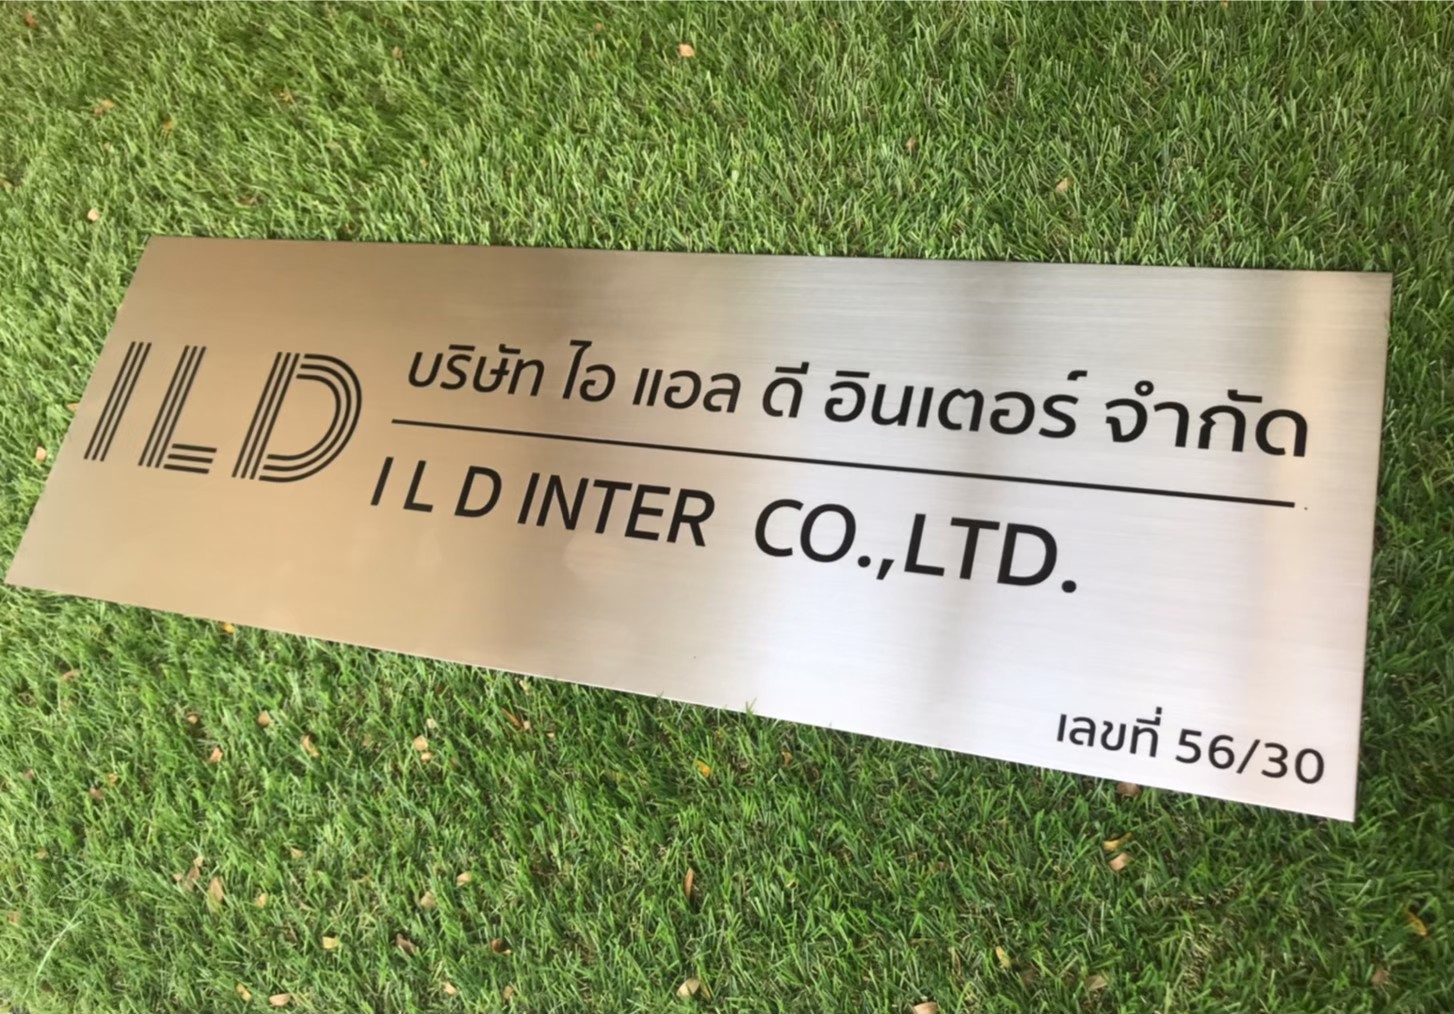 ILD
บริษัท ไอ แอล ดี อินเตอร์ จำกัด
I L D INTER CO.,LTD.
เลขที่ 56/30